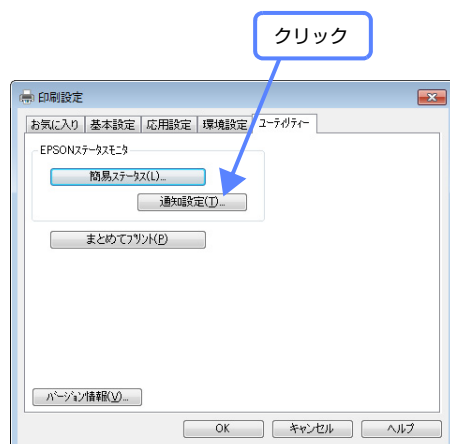 クリック
印刷設定
お気に入り 基本設定 応用設定 環境設定 ユーティリティー
EPSONステータスモニタ
簡易ステータス(L)...
通知設定(T)...
まとめてプリント(P)
バージョン情報(V)...
OK キャンセル ヘルプ